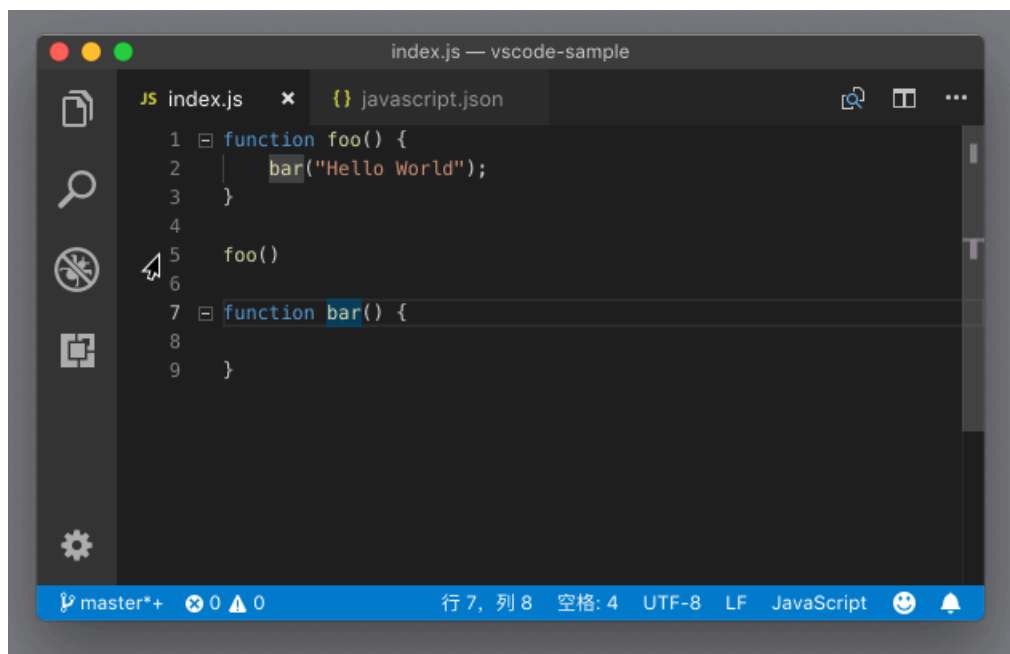 index.js — vscode-sample
JS index.js × {} javascript.json
1 function foo() {
2     bar("Hello World");
3 }
4
5 foo()
6
7 function bar() {
8
9 }
master*+ 0 0 行 7，列 8 空格: 4 UTF-8 LF JavaScript